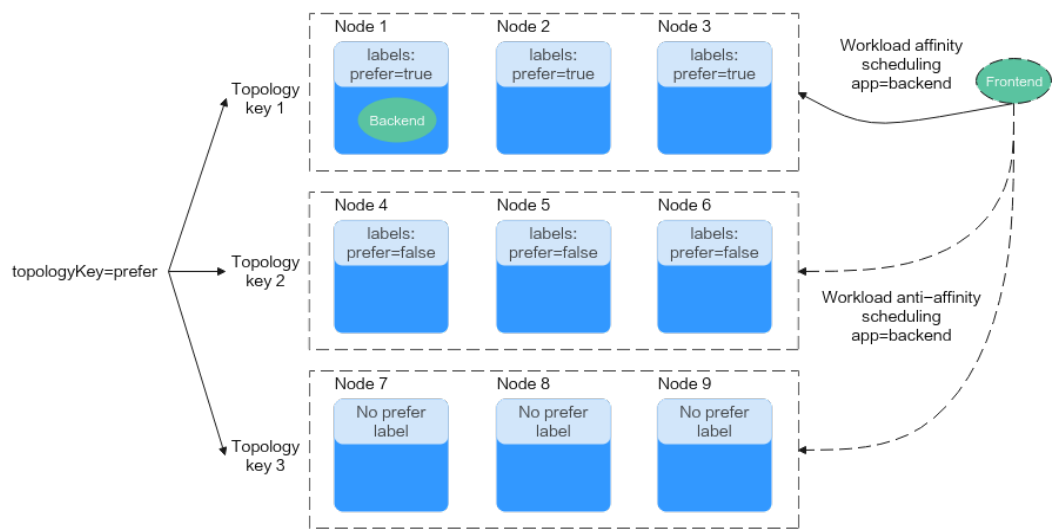 Node 1
Node 2
Node 3
labels:
prefer=true
labels:
prefer=true
labels:
prefer=true
Backend
Topology
key 1
Workload affinity
scheduling
app=backend
Frontend
Node 4
Node 5
Node 6
labels:
prefer=false
labels:
prefer=false
labels:
prefer=false
topologyKey=prefer
Topology
key 2
Workload anti−affinity
scheduling
app=backend
Node 7
Node 8
Node 9
No prefer
label
No prefer
label
No prefer
label
Topology
key 3